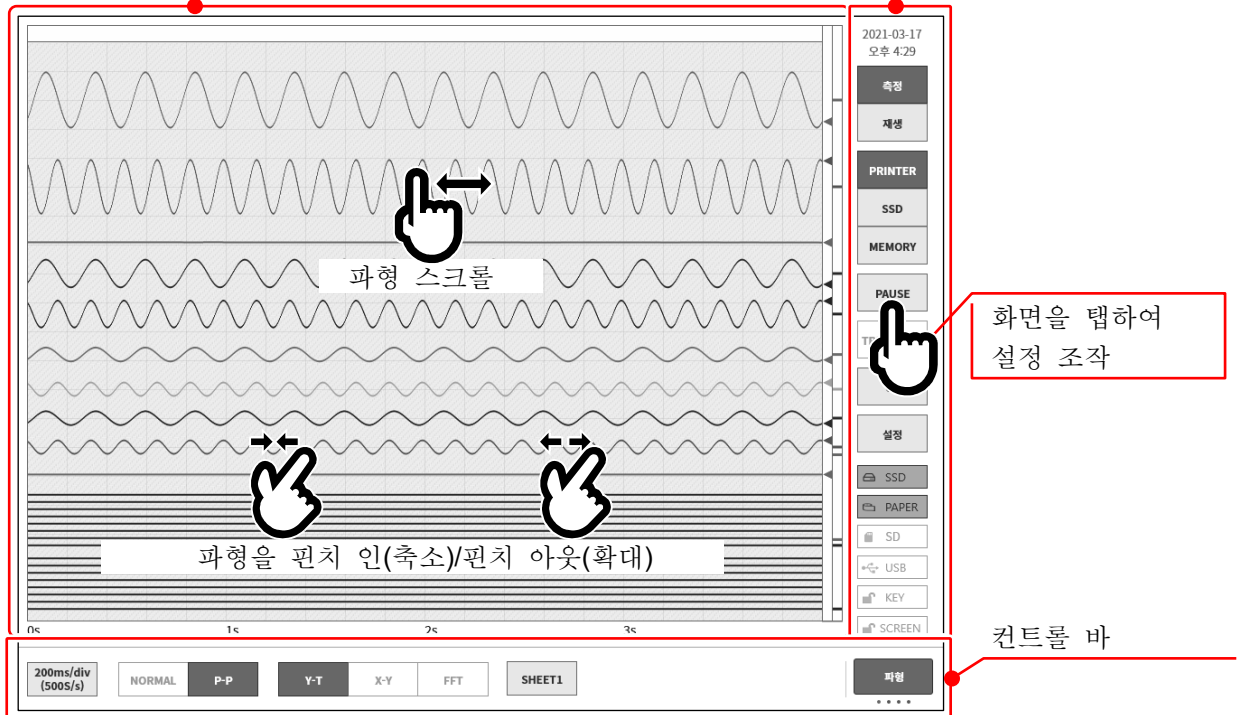 2021-03-17
오후 4:29
측정
재생
PRINTER
SSD
MEMORY
PAUSE
설정
SSD
PAPER
SD
USB
KEY
SCREEN
파형 스크롤
파형을 핀치 인(축소)/핀치 아웃(확대)
0s 1s 2s 3s
화면을 탭하여
설정 조작
컨트롤 바
200ms/div
(500S/s)
NORMAL P-P Y-T X-Y FFT SHEET1 파형